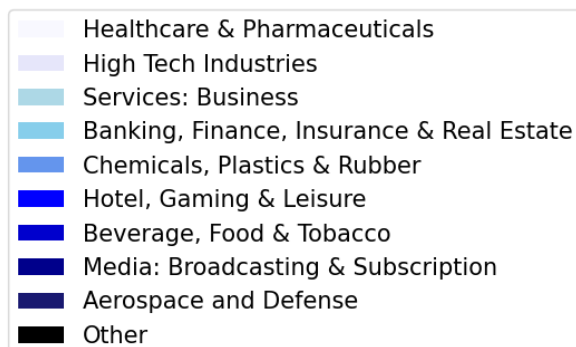 Healthcare & Pharmaceuticals
High Tech Industries
Services: Business
Banking, Finance, Insurance & Real Estate
Chemicals, Plastics & Rubber
Hotel, Gaming & Leisure
Beverage, Food & Tobacco
Media: Broadcasting & Subscription
Aerospace and Defense
Other